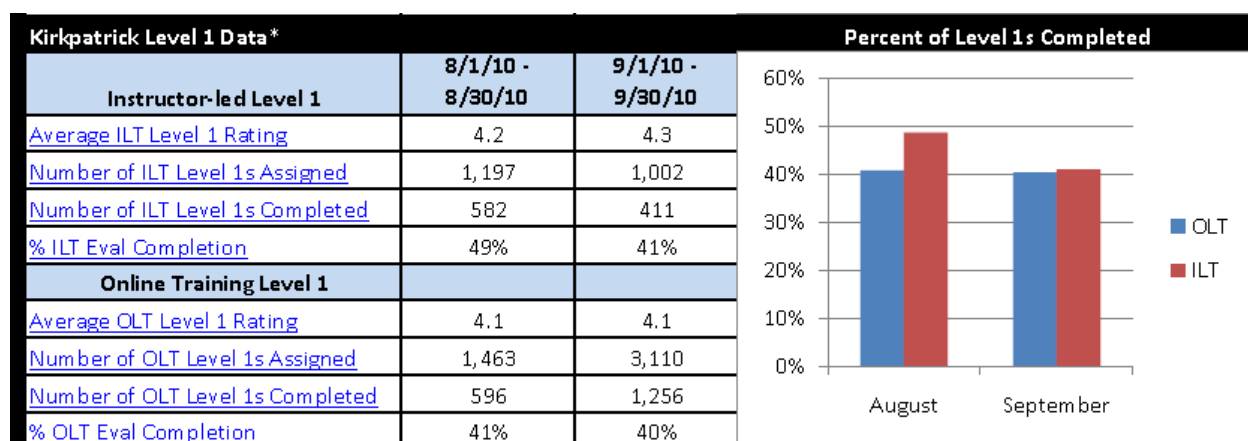 Kirkpatrick Level 1 Data*
Instructor-led Level 1 8/1/10 - 8/30/10 9/1/10 - 9/30/10
Average ILT Level 1 Rating 4.2 4.3
Number of ILT Level 1s Assigned 1,197 1,002
Number of ILT Level 1s Completed 582 411
% ILT Eval Completion 49% 41%
Online Training Level 1
Average OLT Level 1 Rating 4.1 4.1
Number of OLT Level 1s Assigned 1,463 3,110
Number of OLT Level 1s Completed 596 1,256
% OLT Eval Completion 41% 40%
Percent of Level 1s Completed
60%
50%
40%
30%
20%
10%
0%
August September
OLT
ILT